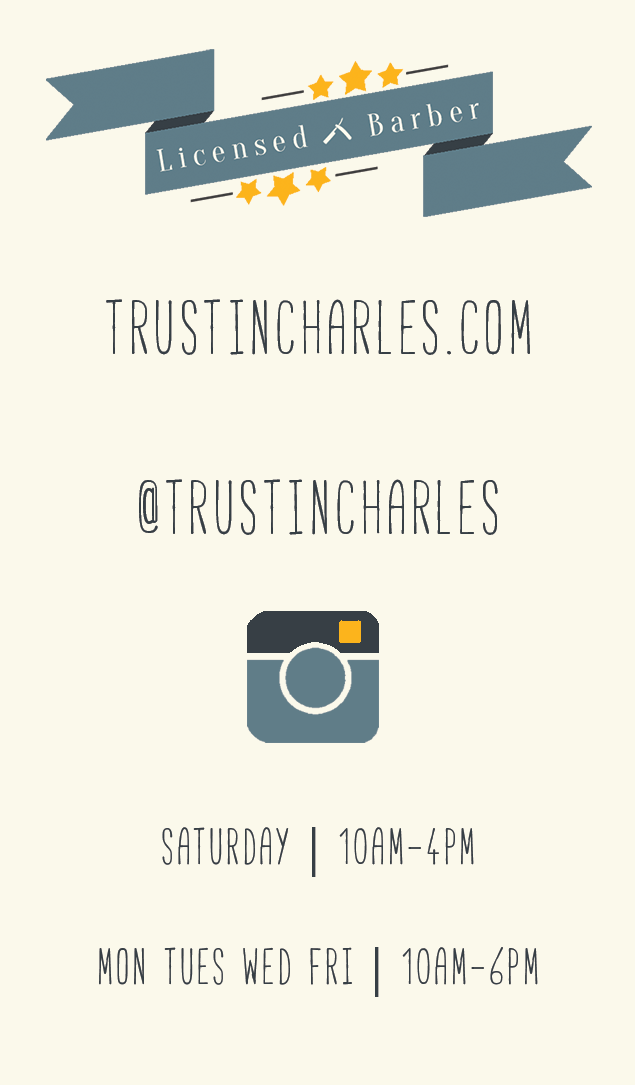 Licensed Barber
TRUSTINCHARLES.COM
@TRUSTINCHARLES
SATURDAY | 10AM-4PM
MON TUES WED FRI | 10AM-6PM